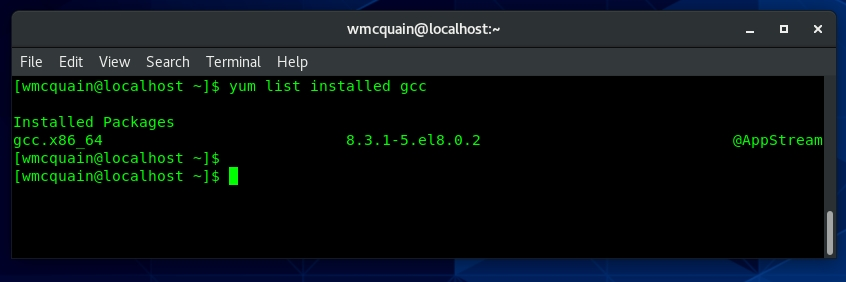 wmcquain@localhost:~
File Edit View Search Terminal Help
[wmcquain@localhost ~]$ yum list installed gcc
Installed Packages
gcc.x86_64 8.3.1-5.el8.0.2 @AppStream
[wmcquain@localhost ~]$
[wmcquain@localhost ~]$